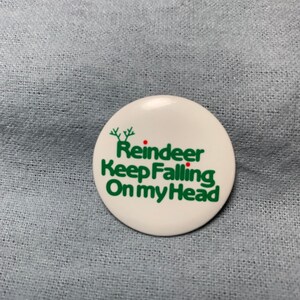 Reindeer
Keep Falling
On my Head